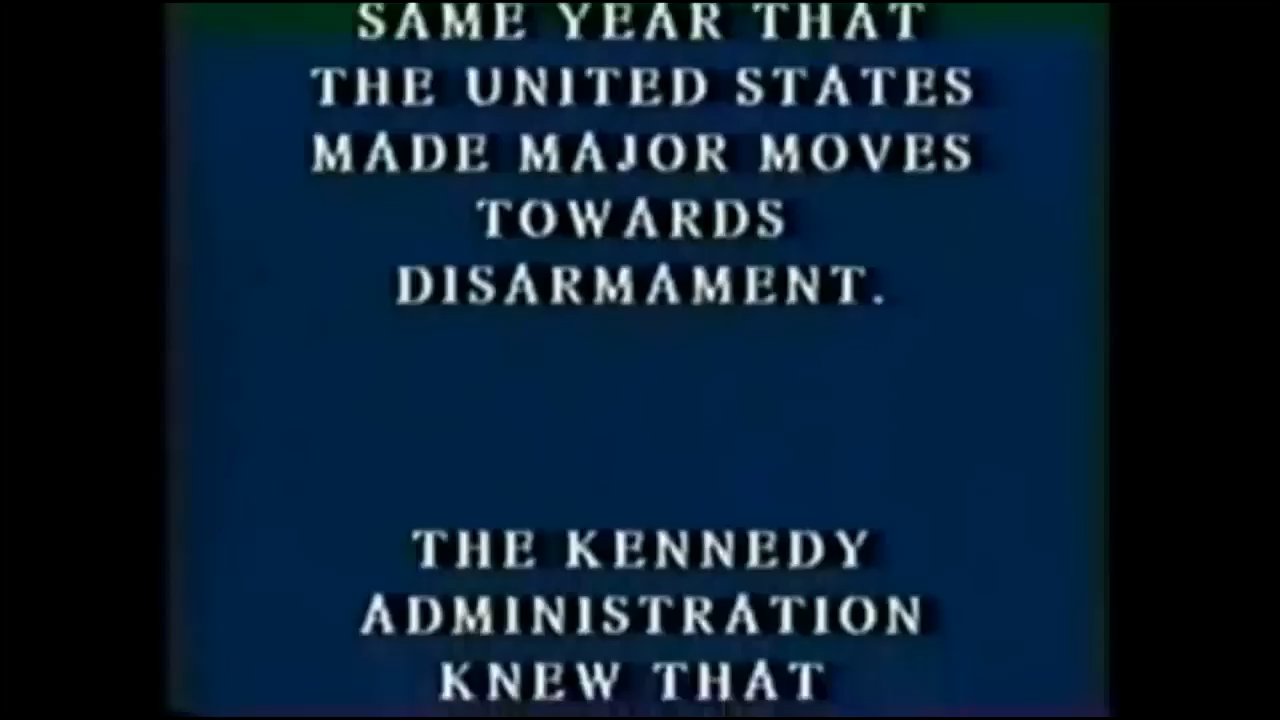 SAME YEAR THAT
THE UNITED STATES
MADE MAJOR MOVES
TOWARDS
DISARMAMENT.
THE KENNEDY
ADMINISTRATION
KNEW THAT